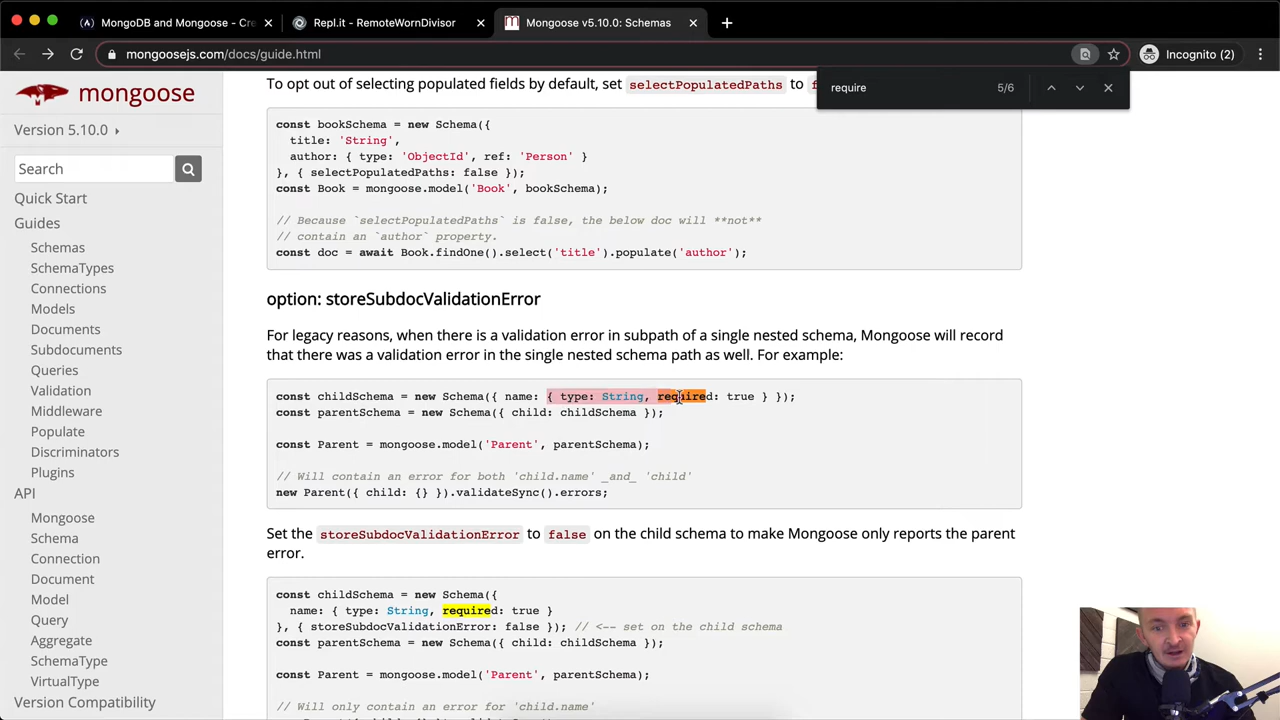 MongoDB and Mongoose - Cre
Repl.it - RemoteWornDivisor
Mongoose v5.10.0: Schemas
mongoosejs.com/docs/guide.html
Incognito (2)
require
5/6
mongoose
Version 5.10.0
Search
Quick Start
Guides
Schemas
SchemaTypes
Connections
Models
Documents
Subdocuments
Queries
Validation
Middleware
Populate
Discriminators
Plugins
API
Mongoose
Schema
Connection
Document
Model
Query
Aggregate
SchemaType
VirtualType
Version Compatibility
To opt out of selecting populated fields by default, set selectPopulatedPaths to f
const bookSchema = new Schema({
title: 'String',
author: { type: 'ObjectId', ref: 'Person' }
}, { selectPopulatedPaths: false });
const Book = mongoose.model('Book', bookSchema);
// Because `selectPopulatedPaths` is false, the below doc will **not**
// contain an `author` property.
const doc = await Book.findOne().select('title').populate('author');
option: storeSubdocValidationError
For legacy reasons, when there is a validation error in subpath of a single nested schema, Mongoose will record
that there was a validation error in the single nested schema path as well. For example:
const childSchema = new Schema({ name: { type: String, required: true } });
const parentSchema = new Schema({ child: childSchema });
const Parent = mongoose.model('Parent', parentSchema);
// Will contain an error for both 'child.name' _and_ 'child'
new Parent({ child: {} }).validateSync().errors;
Set the storeSubdocValidationError to false on the child schema to make Mongoose only reports the parent
error.
const childSchema = new Schema({
name: { type: String, required: true }
}, { storeSubdocValidationError: false }); // <-- set on the child schema
const parentSchema = new Schema({ child: childSchema });
const Parent = mongoose.model('Parent', parentSchema);
// Will only contain an error for 'child.name'